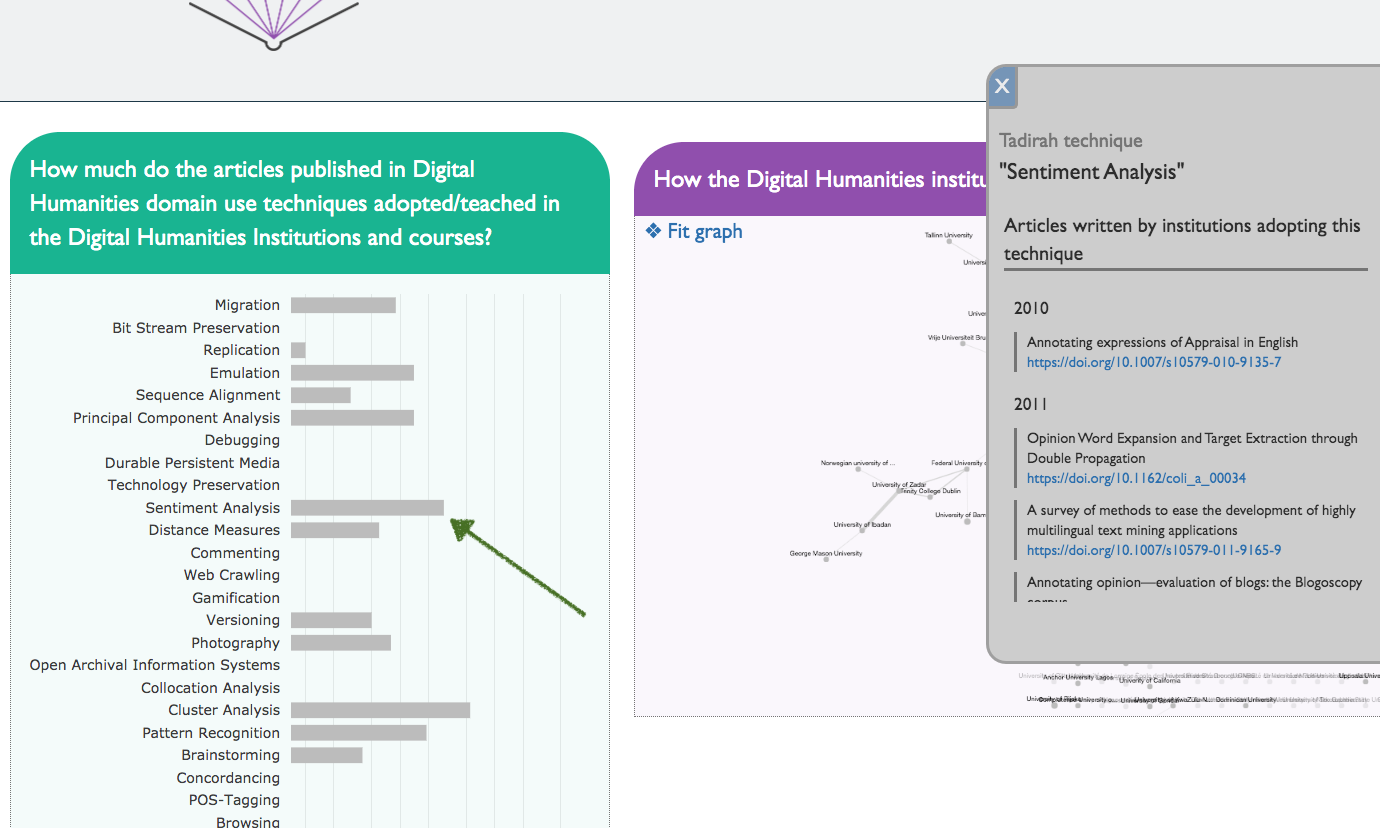 How much do the articles published in Digital
Humanities domain use techniques adopted/teached in
the Digital Humanities Institutions and courses?
Migration
Bit Stream Preservation
Replication
Emulation
Sequence Alignment
Principal Component Analysis
Debugging
Durable Persistent Media
Technology Preservation
Sentiment Analysis
Distance Measures
Commenting
Web Crawling
Gamification
Versioning
Photography
Open Archival Information Systems
Collocation Analysis
Cluster Analysis
Pattern Recognition
Brainstorming
Concordancing
POS-Tagging
Browsing
How the Digital Humanities institu
❖ Fit graph
Tallinn University
Universi
Univer
Vrije Universiteit Bru
Norwegian university of ...
Federal University o
University of Zadar
Trinity College Dublin
University of Bam
University of Ibadan
George Mason University
Anchor University Lagos
University of California
Dominican University
X
Tadirah technique
"Sentiment Analysis"
Articles written by institutions adopting this
technique
2010
Annotating expressions of Appraisal in English
https://doi.org/10.1007/s10579-010-9135-7
2011
Opinion Word Expansion and Target Extraction through
Double Propagation
https://doi.org/10.1162/coli_a_00034
A survey of methods to ease the development of highly
multilingual text mining applications
https://doi.org/10.1007/s10579-011-9165-9
Annotating opinion—evaluation of blogs: the Blogoscopy
corpus